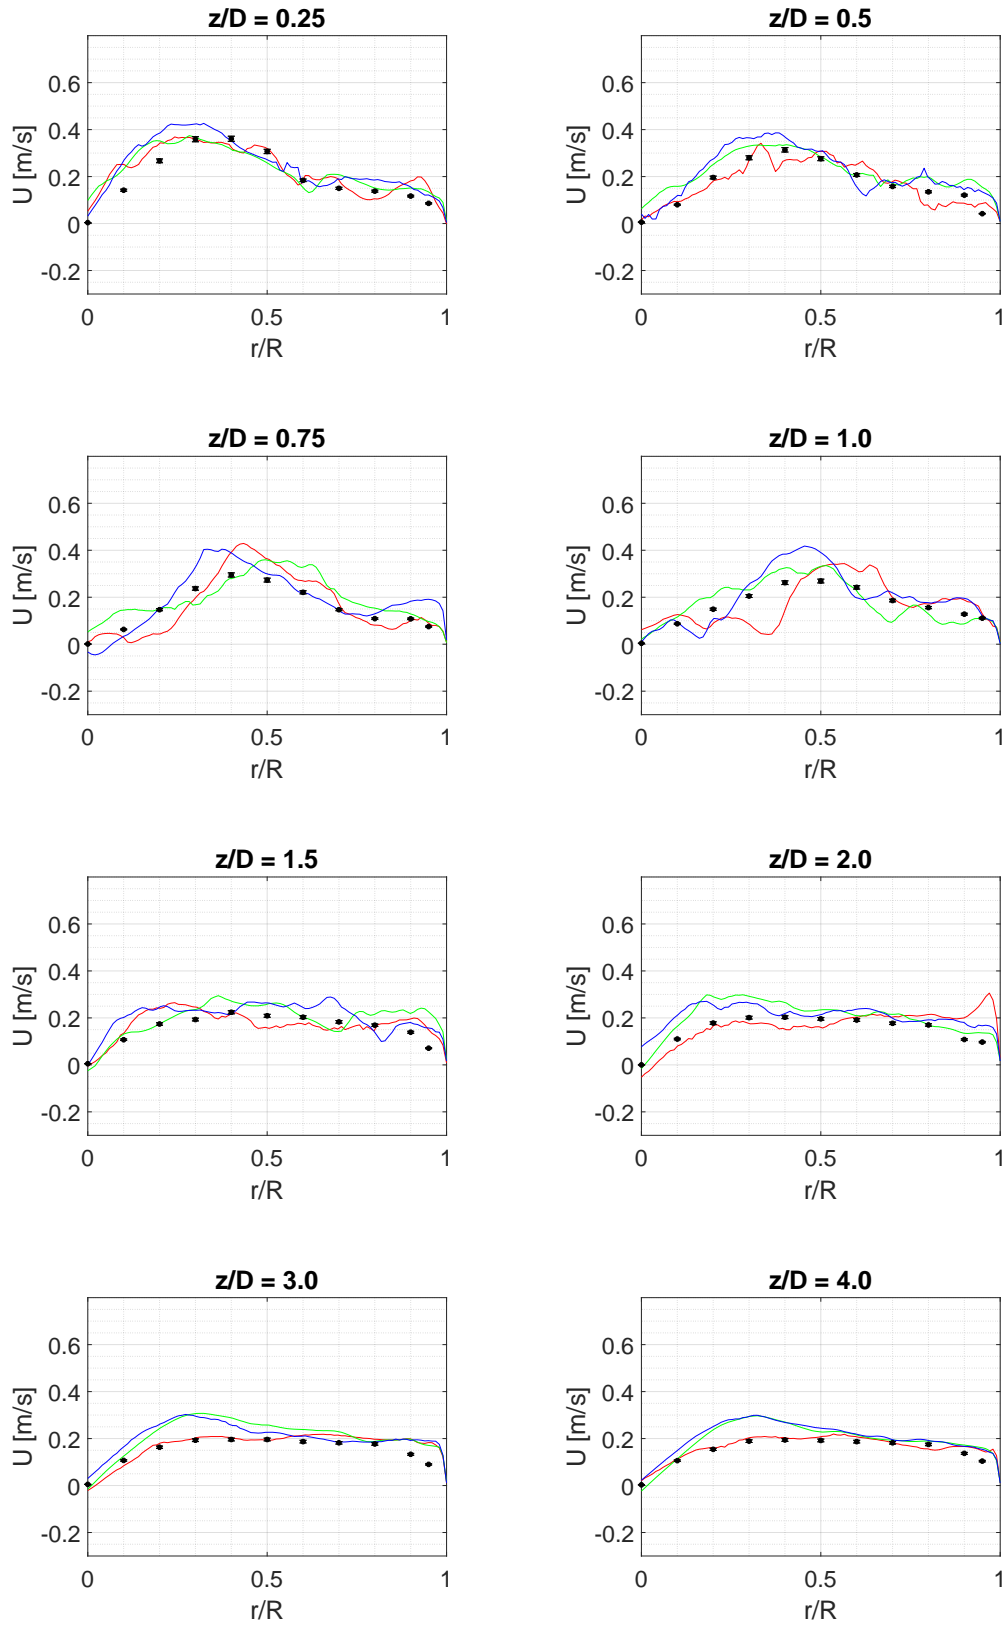 z/D = 0.25
z/D = 0.5
0.6
0.4
0.2
0
-0.2
U [m/s]
0
0.5
1
r/R
0.6
0.4
0.2
0
-0.2
U [m/s]
0
0.5
1
r/R
z/D = 0.75
z/D = 1.0
0.6
0.4
0.2
0
-0.2
U [m/s]
0
0.5
1
r/R
0.6
0.4
0.2
0
-0.2
U [m/s]
0
0.5
1
r/R
z/D = 1.5
z/D = 2.0
0.6
0.4
0.2
0
-0.2
U [m/s]
0
0.5
1
r/R
0.6
0.4
0.2
0
-0.2
U [m/s]
0
0.5
1
r/R
z/D = 3.0
z/D = 4.0
0.6
0.4
0.2
0
-0.2
U [m/s]
0
0.5
1
r/R
0.6
0.4
0.2
0
-0.2
U [m/s]
0
0.5
1
r/R